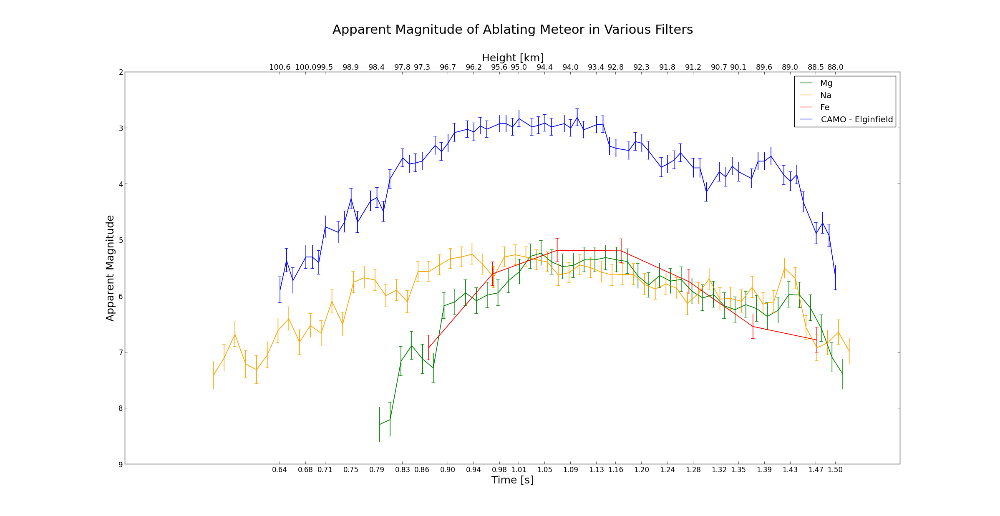 Apparent Magnitude of Ablating Meteor in Various Filters
Height [km]
100.6 100.0 99.5 98.9 98.4 97.8 97.3 96.7 96.2 95.6 95.0 94.4 94.0 93.4 92.8 92.3 91.8 91.2 90.7 90.1 89.6 89.0 88.5 88.0
Mg
Na
Fe
CAMO - Elginfield
Apparent Magnitude
2
3
4
5
6
7
8
9
0.64 0.68 0.71 0.75 0.79 0.83 0.86 0.90 0.94 0.98 1.01 1.05 1.09 1.13 1.16 1.20 1.24 1.28 1.32 1.35 1.39 1.43 1.47 1.50
Time [s]